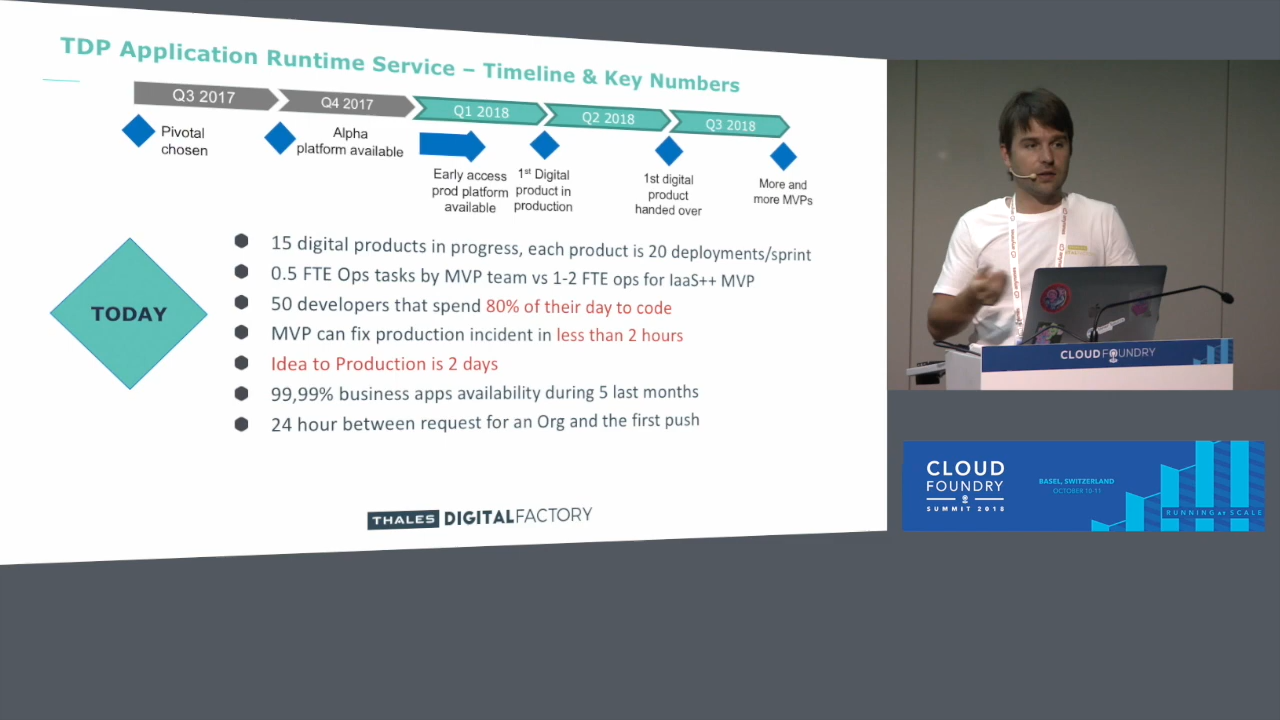 TDP Application Runtime Service – Timeline & Key Numbers
Q3 2017
Q4 2017
Q1 2018
Q2 2018
Q3 2018
Pivotal
chosen
Alpha
platform available
Early access
prod platform
available
1st Digital
product in
production
1st digital
product
handed over
More and
more MVPs
TODAY
15 digital products in progress, each product is 20 deployments/sprint
0.5 FTE Ops tasks by MVP team vs 1-2 FTE ops for IaaS++ MVP
50 developers that spend 80% of their day to code
MVP can fix production incident in less than 2 hours
Idea to Production is 2 days
99,99% business apps availability during 5 last months
24 hour between request for an Org and the first push
THALES DIGITALFACTORY
CLOUDFOUNDRY
CLOUD
FOUNDRY
SUMMIT 2018
BASEL, SWITZERLAND
OCTOBER 10-11
RUNNING AT SCALE